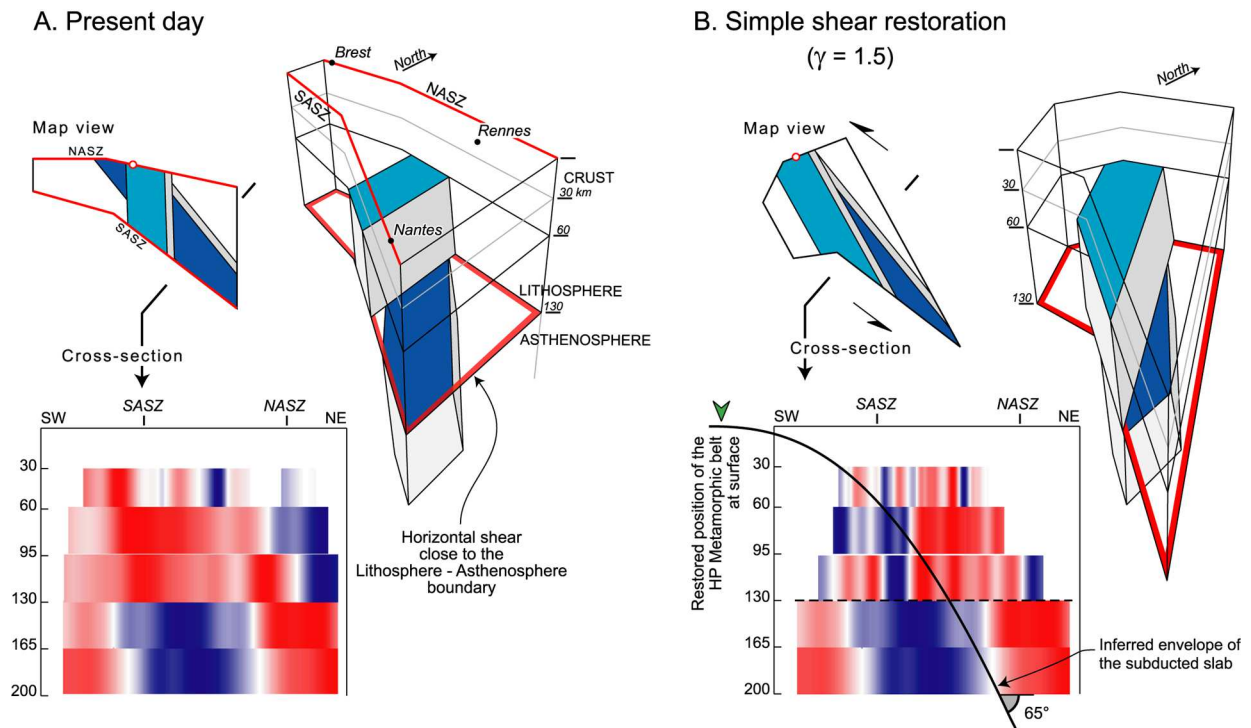 A. Present day
Brest
North
NASZ
SASZ
Rennes
Map view
NASZ
SASZ
CRUST
30 km
60
Nantes
LITHOSPHERE
130
ASTHENOSPHERE
Cross-section
SW
SASZ
NASZ
NE
30
60
95
130
165
200
Horizontal shear
close to the
Lithosphere - Asthenosphere
boundary
B. Simple shear restoration
(γ = 1.5)
North
Map view
30
60
130
Cross-section
SW
SASZ
NASZ
NE
Restored position of the
HP Metamorphic belt
at surface
30
60
95
130
165
200
Inferred envelope of
the subducted slab
65°